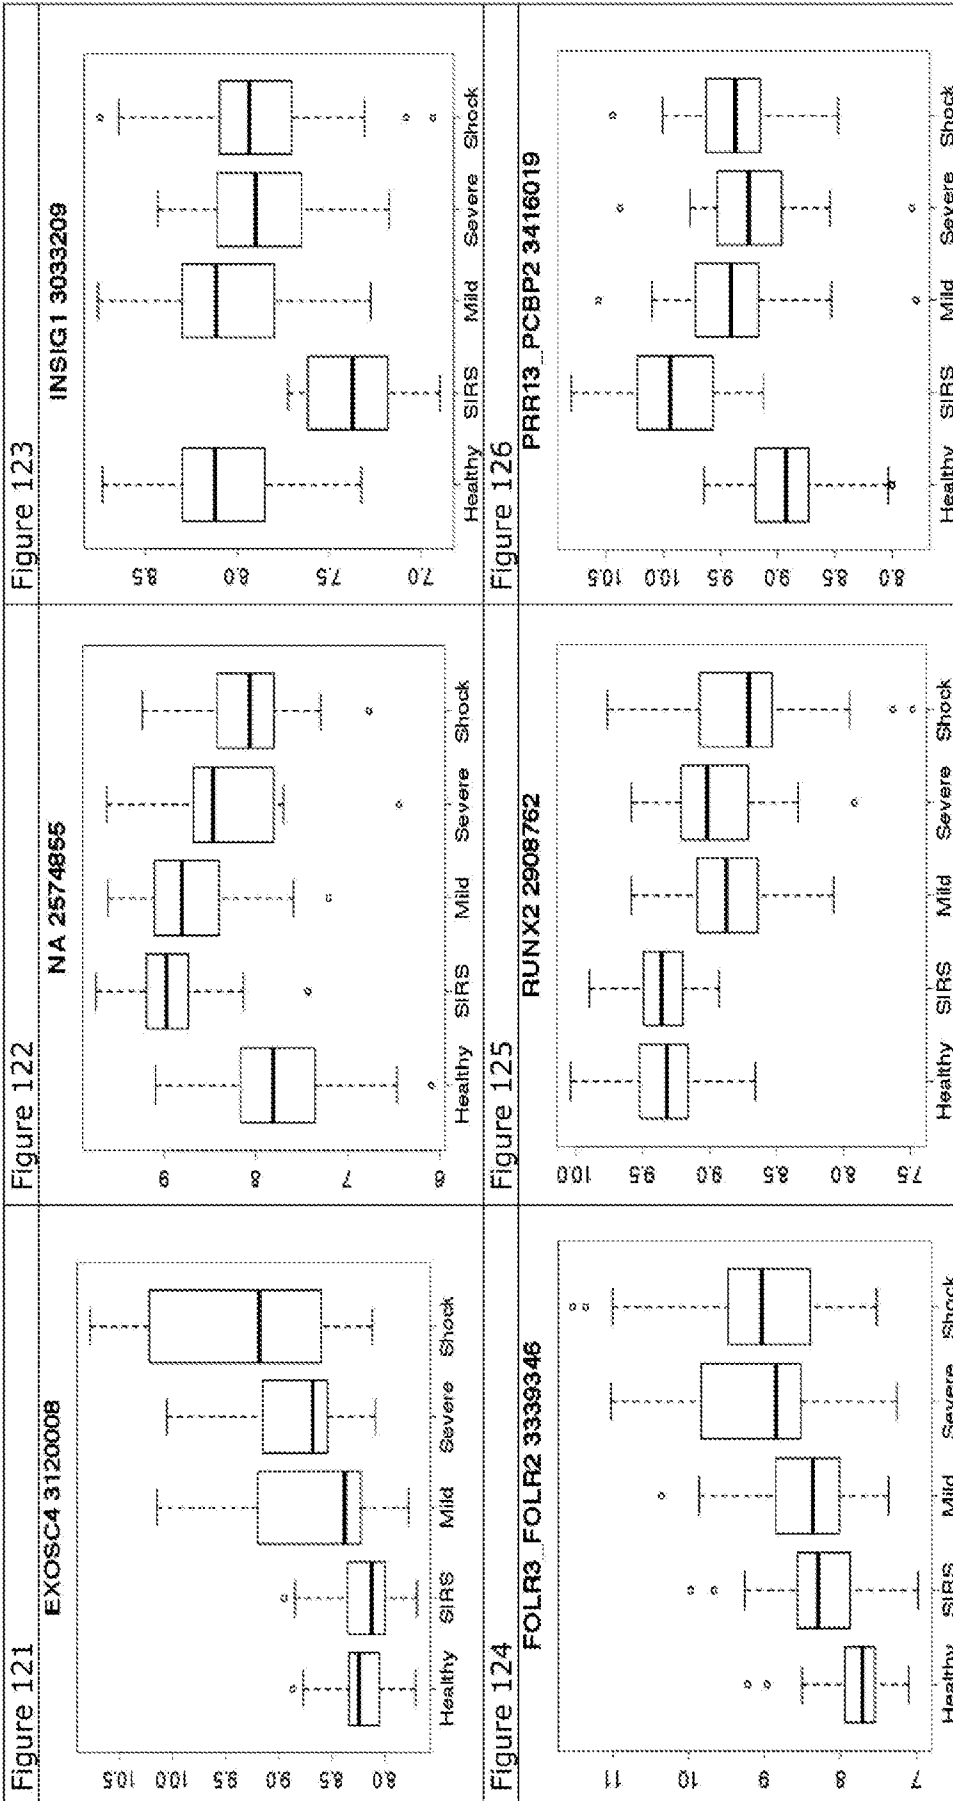 Figure 121
EXOSC4 3120008
10.5
10.0
9.5
9.0
8.5
8.0
Healthy SIRS Mild Severe Shock
Figure 122
NA 2574855
9
8
7
6
Healthy SIRS Mild Severe Shock
Figure 123
INSIG1 3033209
8.5
8.0
7.5
7.0
Healthy SIRS Mild Severe Shock
Figure 124
FOLR3_FOLR2 3339346
11
10
9
8
7
Healthy SIRS Mild Severe Shock
Figure 125
RUNX2 2908762
10.0
9.5
9.0
8.5
8.0
7.5
Healthy SIRS Mild Severe Shock
Figure 126
PRR13_PCBP2 3416019
10.5
10.0
9.5
9.0
8.5
8.0
Healthy SIRS Mild Severe Shock